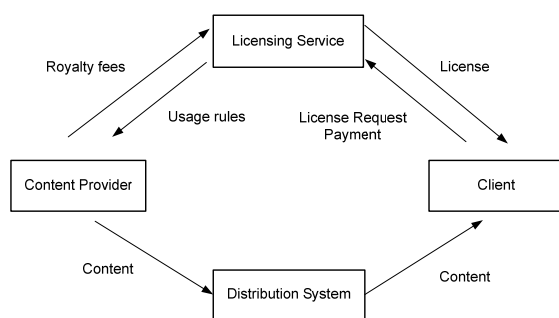 Licensing Service
Royalty fees
License
Usage rules
License Request
Payment
Content Provider
Client
Content
Content
Distribution System